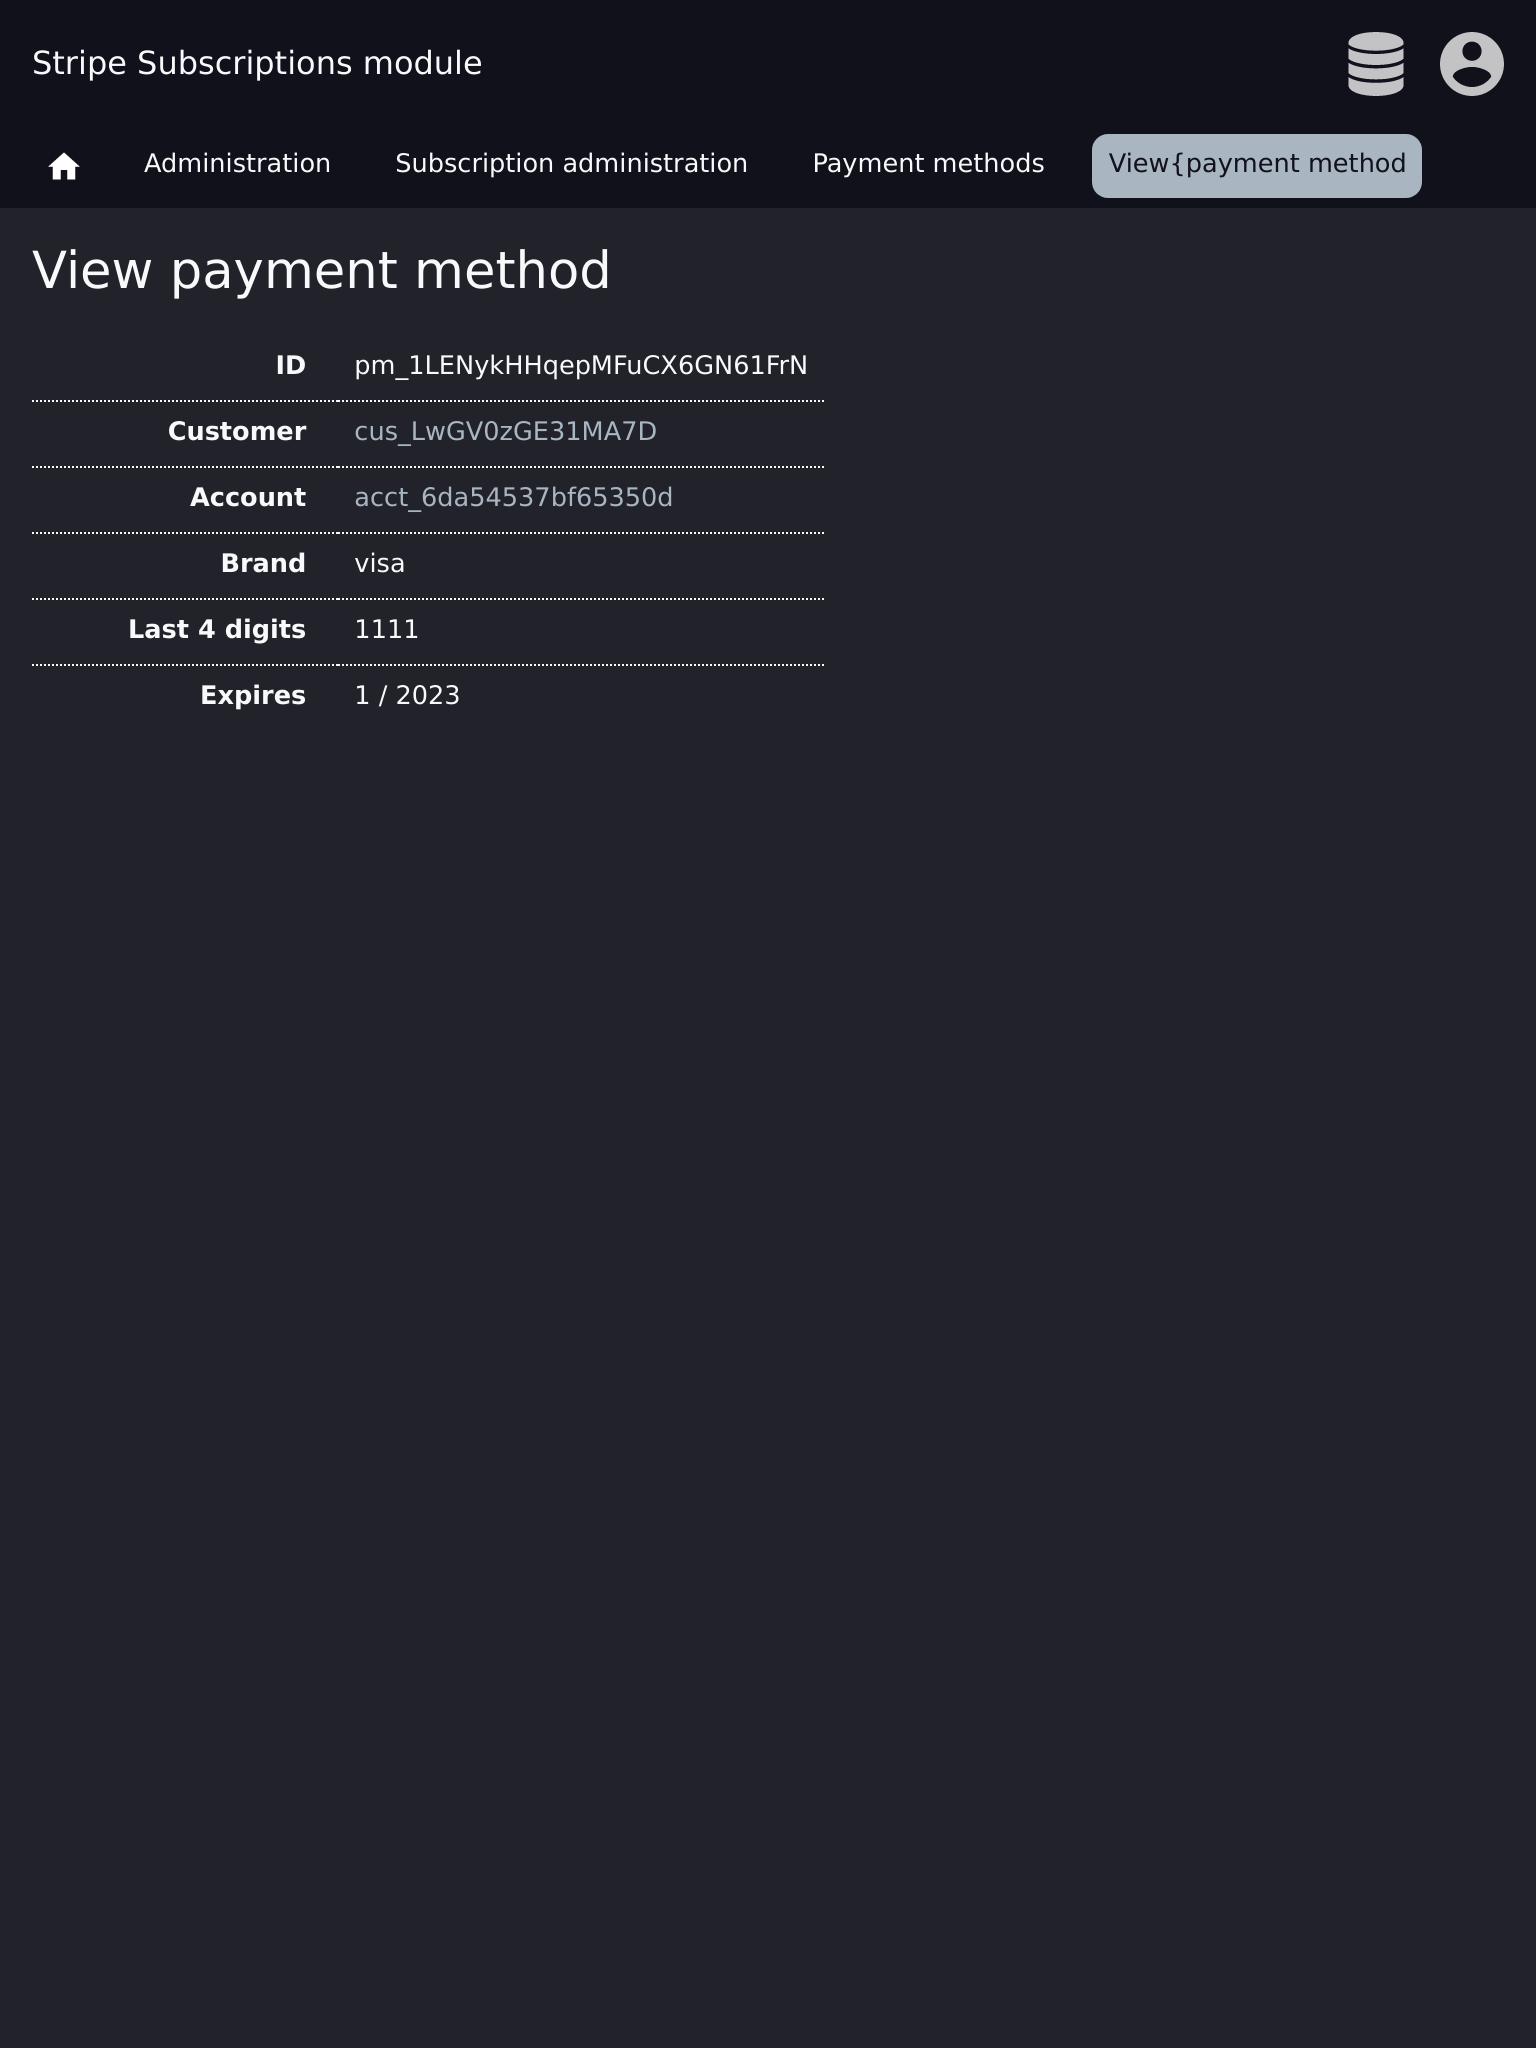 Stripe Subscriptions module
Administration Subscription administration Payment methods View{payment method
View payment method
ID pm_1LENykHHqepMFuCX6GN61FrN
Customer cus_LwGV0zGE31MA7D
Account acct_6da54537bf65350d
Brand visa
Last 4 digits 1111
Expires 1 / 2023